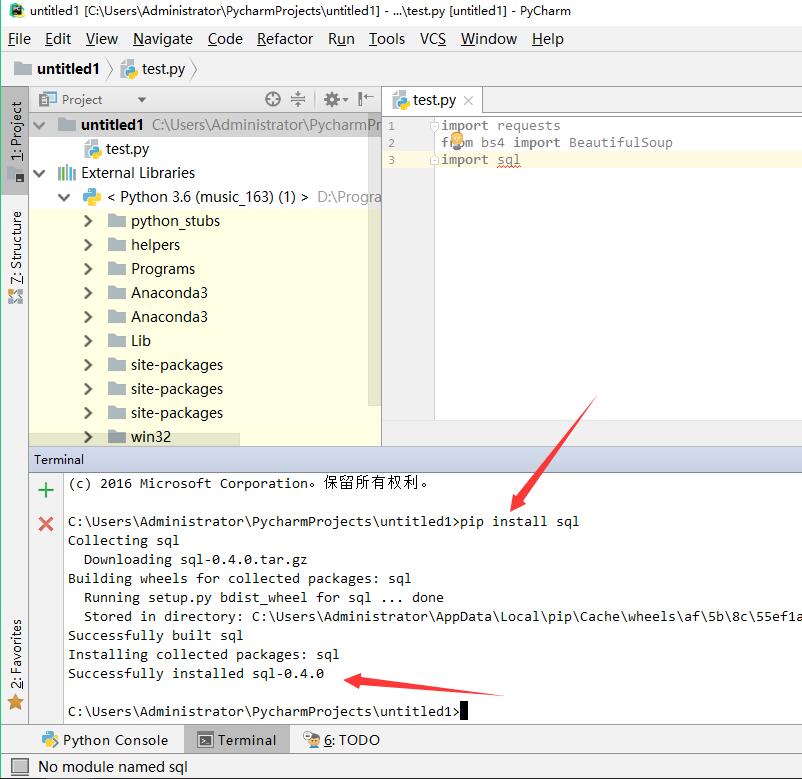 untitled1 [C:\Users\Administrator\PycharmProjects\untitled1] - ...\test.py [untitled1] - PyCharm
File Edit View Navigate Code Refactor Run Tools VCS Window Help
untitled1 test.py
1: Project
Z: Structure
2: Favorites
Project
test.py
untitled1 C:\Users\Administrator\PycharmPr
test.py
External Libraries
< Python 3.6 (music_163) (1) > D:\Progra
python_stubs
helpers
Programs
Anaconda3
Anaconda3
Lib
site-packages
site-packages
site-packages
win32
1 import requests
2 from bs4 import BeautifulSoup
3 import sql
Terminal
(c) 2016 Microsoft Corporation。保留所有权利。
C:\Users\Administrator\PycharmProjects\untitled1>pip install sql
Collecting sql
Downloading sql-0.4.0.tar.gz
Building wheels for collected packages: sql
Running setup.py bdist_wheel for sql ... done
Stored in directory: C:\Users\Administrator\AppData\Local\pip\Cache\wheels\af\5b\8c\55ef1a
Successfully built sql
Installing collected packages: sql
Successfully installed sql-0.4.0
C:\Users\Administrator\PycharmProjects\untitled1>
Python Console Terminal 6: TODO
No module named sql